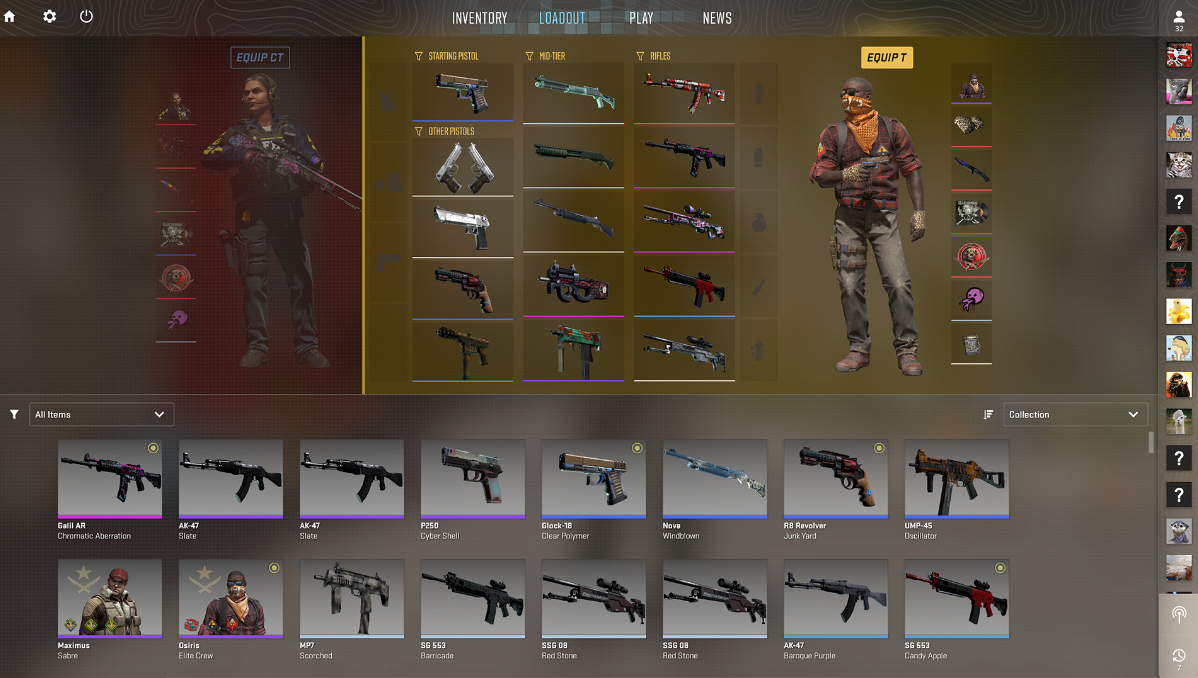 INVENTORY
LOADOUT
PLAY
NEWS
32
EQUIP CT
STARTING PISTOL
MID-TIER
RIFLES
EQUIP T
OTHER PISTOLS
All Items
Collection
Galil AR
Chromatic Aberration
AK-47
Slate
AK-47
Slate
P250
Cyber Shell
Glock-18
Clear Polymer
Nova
Windblown
R8 Revolver
Junk Yard
UMP-45
Oscillator
Maximus
Sabre
Osiris
Elite Crew
MP7
Scorched
SG 553
Barricade
SSG 08
Red Stone
SSG 08
Red Stone
AK-47
Baroque Purple
SG 553
Candy Apple
?
?
?
7